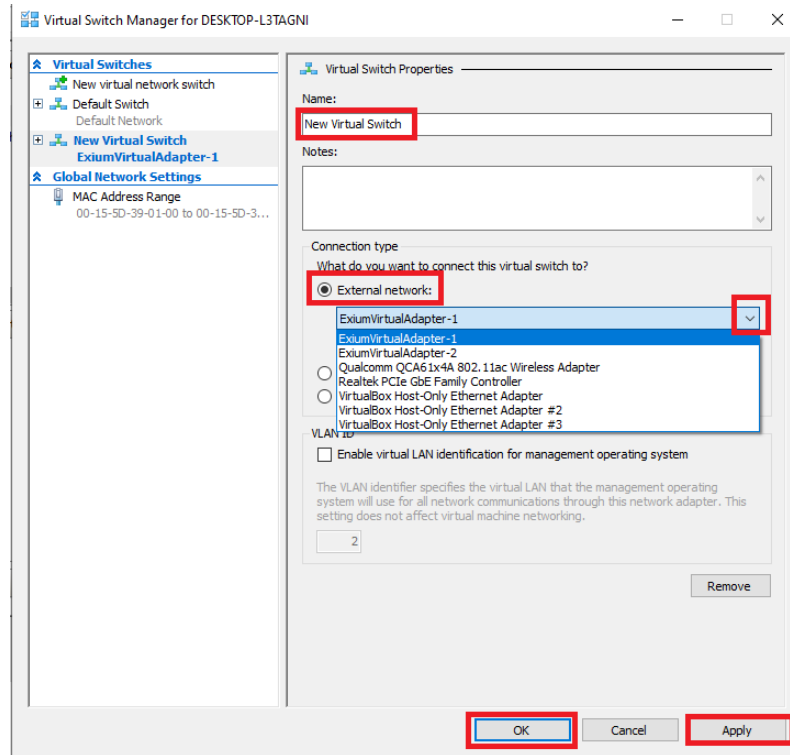 Virtual Switch Manager for DESKTOP-L3TAGNI
Virtual Switches
New virtual network switch
Default Switch
Default Network
New Virtual Switch
ExiumVirtualAdapter-1
Global Network Settings
MAC Address Range
00-15-5D-39-01-00 to 00-15-5D-3...
Virtual Switch Properties
Name:
New Virtual Switch
Notes:
Connection type
What do you want to connect this virtual switch to?
External network:
ExiumVirtualAdapter-1
ExiumVirtualAdapter-1
ExiumVirtualAdapter-2
Qualcomm QCA61x4A 802.11ac Wireless Adapter
Realtek PCIe GbE Family Controller
VirtualBox Host-Only Ethernet Adapter
VirtualBox Host-Only Ethernet Adapter #2
VirtualBox Host-Only Ethernet Adapter #3
VLAN ID
Enable virtual LAN identification for management operating system
The VLAN identifier specifies the virtual LAN that the management operating
system will use for all network communications through this network adapter. This
setting does not affect virtual machine networking.
2
Remove
OK
Cancel
Apply